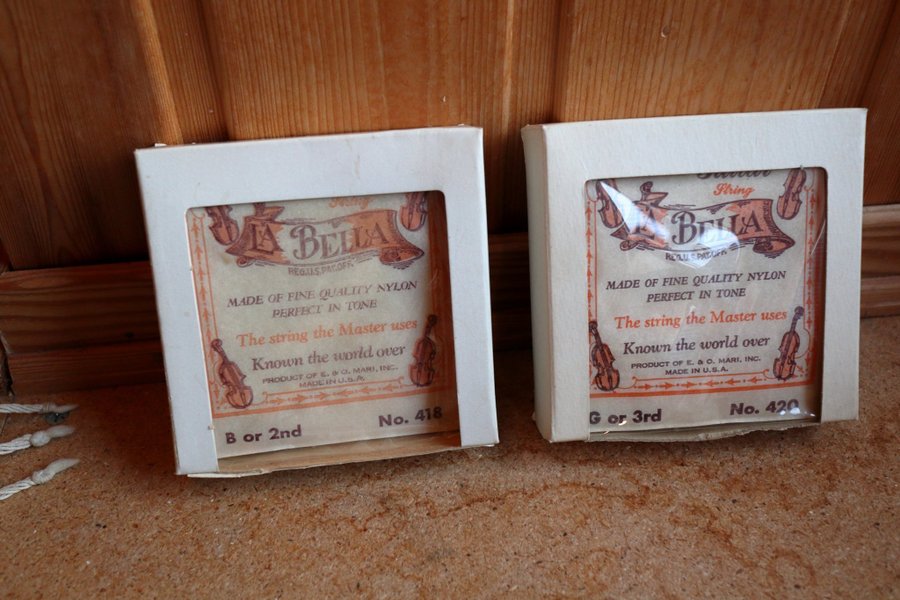 String
LA BELLA
REG.U.S. PAT.OFF.
MADE OF FINE QUALITY NYLON
PERFECT IN TONE
The string the Master uses
Known the world over
PRODUCT OF E. & O. MARI, INC.
MADE IN U.S.A.
B or 2nd No. 418
String
LA BELLA
REG.U.S. PAT.OFF.
MADE OF FINE QUALITY NYLON
PERFECT IN TONE
The string the Master uses
Known the world over
PRODUCT OF E. & O. MARI, INC.
MADE IN U.S.A.
G or 3rd No. 420